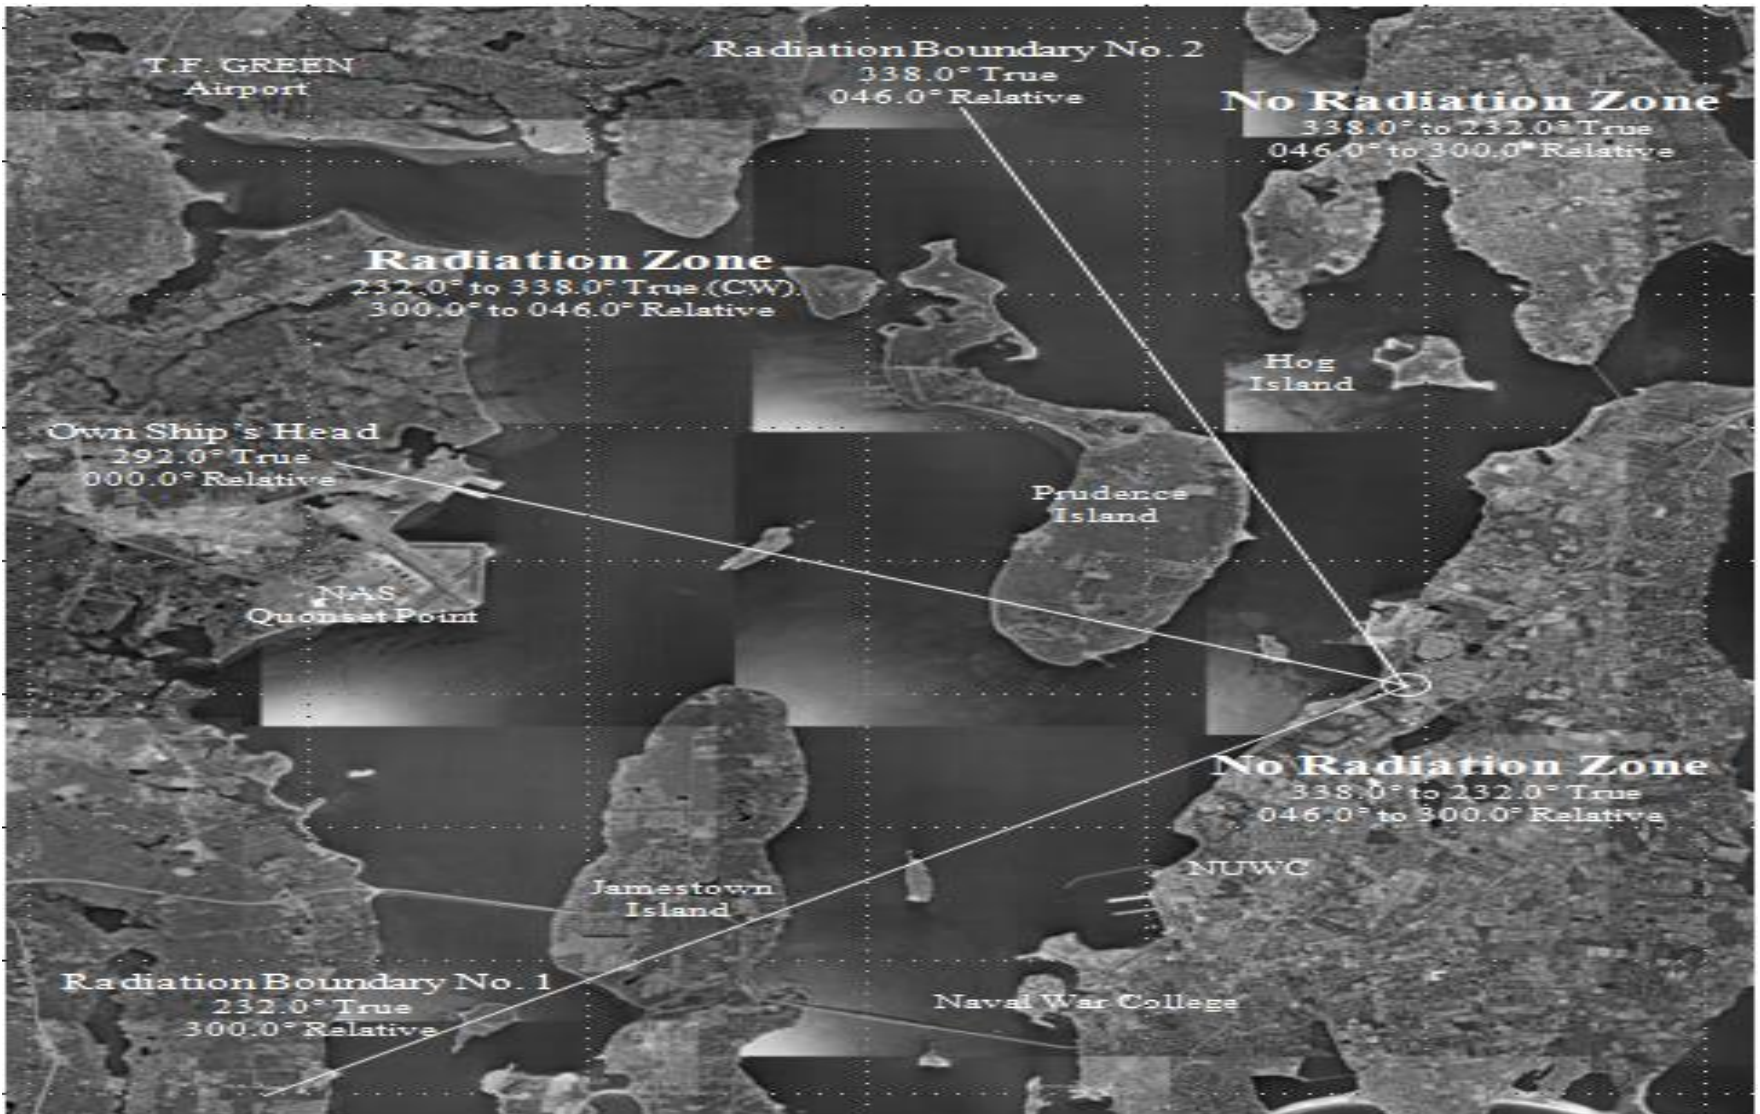 Radiation Boundary No. 2
338.0° True
046.0° Relative
T.F. GREEN
Airport
No Radiation Zone
338.0° to 232.0° True
046.0° to 300.0° Relative
Radiation Zone
232.0° to 338.0° True (CW)
300.0° to 046.0° Relative
Hog
Island
Own Ship's Head
292.0° True
000.0° Relative
Prudence
Island
NAS
Quonset Point
No Radiation Zone
338.0° to 232.0° True
046.0° to 300.0° Relative
NUWC
Jamestown
Island
Radiation Boundary No. 1
232.0° True
300.0° Relative
Naval War College